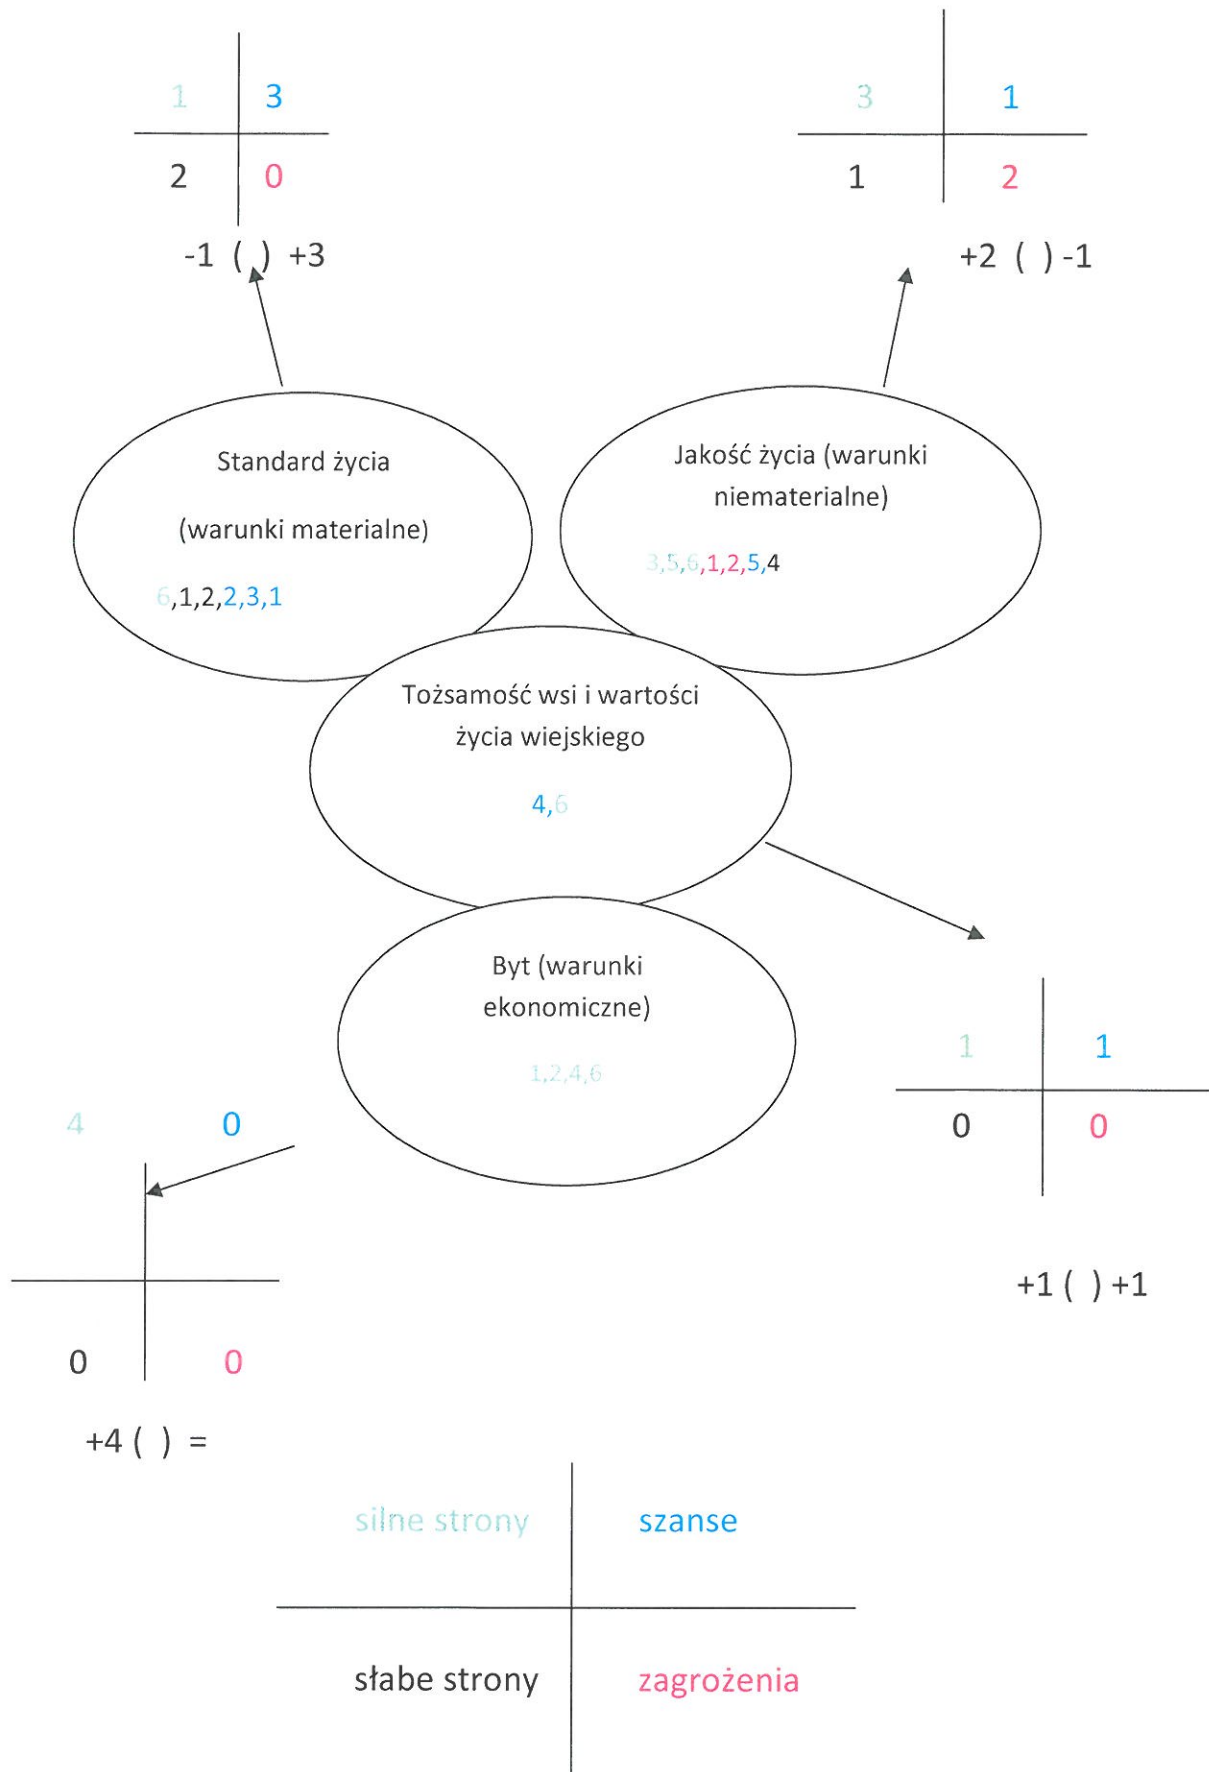 1 3
2 0
-1 ( ) +3
3 1
1 2
+2 ( ) -1
Standard życia
(warunki materialne)
6,1,2,2,3,1
Jakość życia (warunki
niematerialne)
3,5,6,1,2,5,4
Tożsamość wsi i wartości
życia wiejskiego
4,6
Byt (warunki
ekonomiczne)
1,2,4,6
1 1
0 0
+1 ( ) +1
4 0
0 0
+4 ( ) =
silne strony szanse
słabe strony zagrożenia